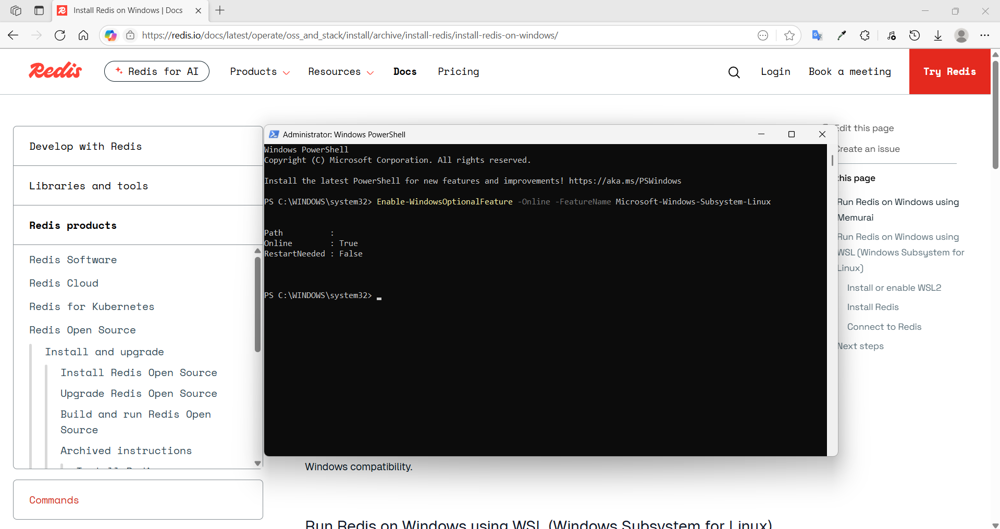 Install Redis on Windows | Docs
https://redis.io/docs/latest/operate/oss_and_stack/install/archive/install-redis/install-redis-on-windows/
Redis
Redis for AI
Products
Resources
Docs
Pricing
Login
Book a meeting
Try Redis
Develop with Redis
Libraries and tools
Redis products
Redis Software
Redis Cloud
Redis for Kubernetes
Redis Open Source
Install and upgrade
Install Redis Open Source
Upgrade Redis Open Source
Build and run Redis Open
Source
Archived instructions
Commands
Administrator: Windows PowerShell
Windows PowerShell
Copyright (C) Microsoft Corporation. All rights reserved.
Install the latest PowerShell for new features and improvements! https://aka.ms/PSWindows
PS C:\WINDOWS\system32> Enable-WindowsOptionalFeature -Online -FeatureName Microsoft-Windows-Subsystem-Linux
Path :
Online : True
RestartNeeded : False
PS C:\WINDOWS\system32>
Windows compatibility.
Run Redis on Windows using WSL (Windows Subsystem for Linux)
Edit this page
Create an issue
this page
Run Redis on Windows using
Memurai
Run Redis on Windows using
WSL (Windows Subsystem for
Linux)
Install or enable WSL2
Install Redis
Connect to Redis
Next steps